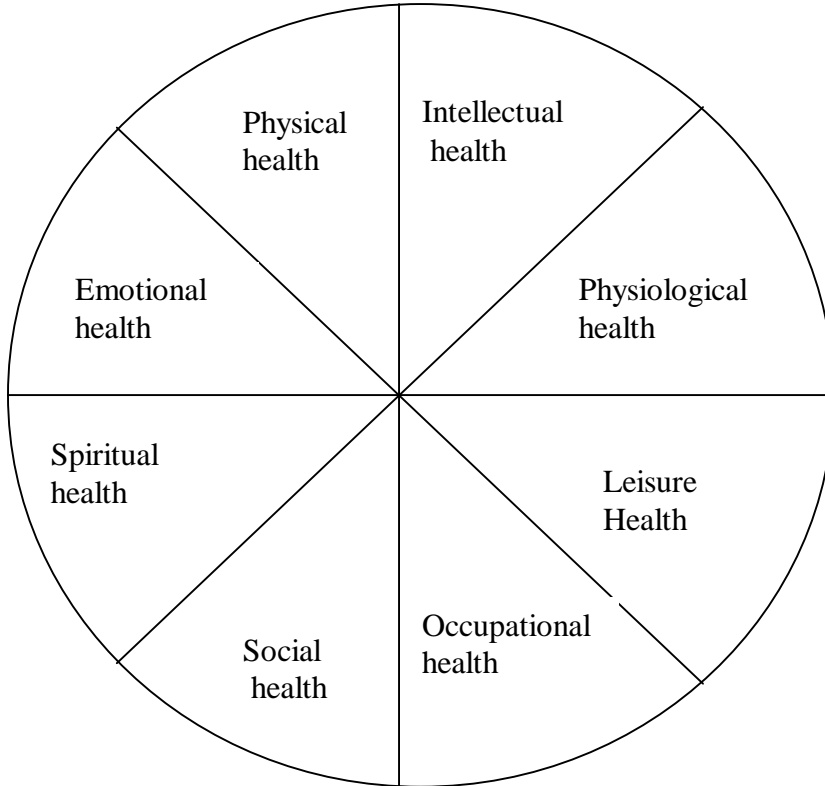 Physical
health
Intellectual
health
Emotional
health
Physiological
health
Spiritual
health
Leisure
Health
Social
health
Occupational
health